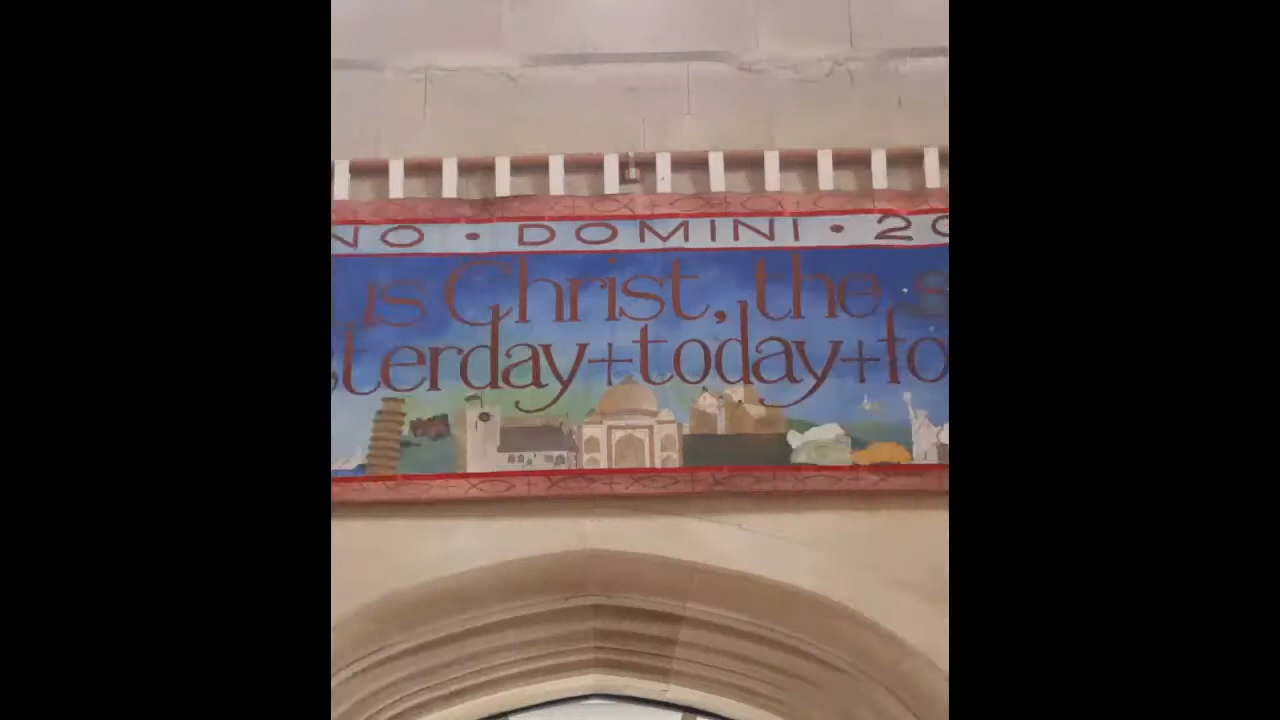 NO • DOMINI • 20
us Christ, the s
sterday+today+fo